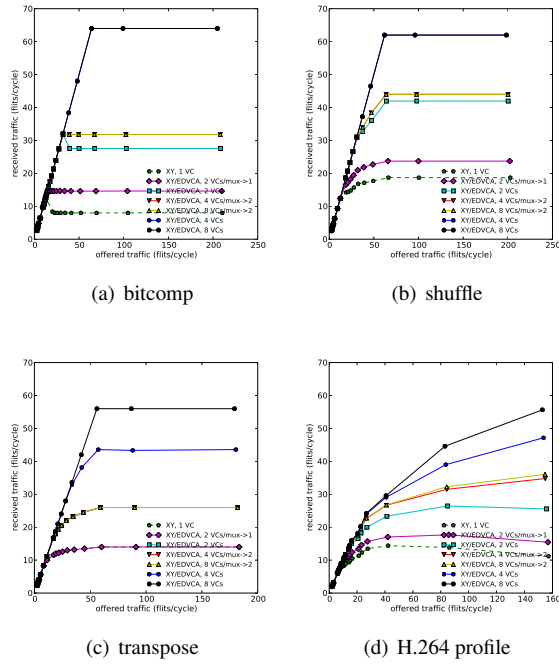 70
60
50
40
30
20
10
0
received traffic (flits/cycle)
XY, 1 VC
XY/EDVCA, 2 VCs/mux->1
XY/EDVCA, 2 VCs
XY/EDVCA, 4 VCs/mux->2
XY/EDVCA, 8 VCs/mux->2
XY/EDVCA, 4 VCs
XY/EDVCA, 8 VCs
0 50 100 150 200 250
offered traffic (flits/cycle)
(a) bitcomp
70
60
50
40
30
20
10
0
received traffic (flits/cycle)
XY, 1 VC
XY/EDVCA, 2 VCs/mux->1
XY/EDVCA, 2 VCs
XY/EDVCA, 4 VCs/mux->2
XY/EDVCA, 8 VCs/mux->2
XY/EDVCA, 4 VCs
XY/EDVCA, 8 VCs
0 50 100 150 200 250
offered traffic (flits/cycle)
(b) shuffle
70
60
50
40
30
20
10
0
received traffic (flits/cycle)
XY, 1 VC
XY/EDVCA, 2 VCs/mux->1
XY/EDVCA, 2 VCs
XY/EDVCA, 4 VCs/mux->2
XY/EDVCA, 8 VCs/mux->2
XY/EDVCA, 4 VCs
XY/EDVCA, 8 VCs
0 50 100 150 200
offered traffic (flits/cycle)
(c) transpose
70
60
50
40
30
20
10
0
received traffic (flits/cycle)
XY, 1 VC
XY/EDVCA, 2 VCs/mux->1
XY/EDVCA, 2 VCs
XY/EDVCA, 4 VCs/mux->2
XY/EDVCA, 8 VCs/mux->2
XY/EDVCA, 4 VCs
XY/EDVCA, 8 VCs
0 20 40 60 80 100 120 140 160
offered traffic (flits/cycle)
(d) H.264 profile